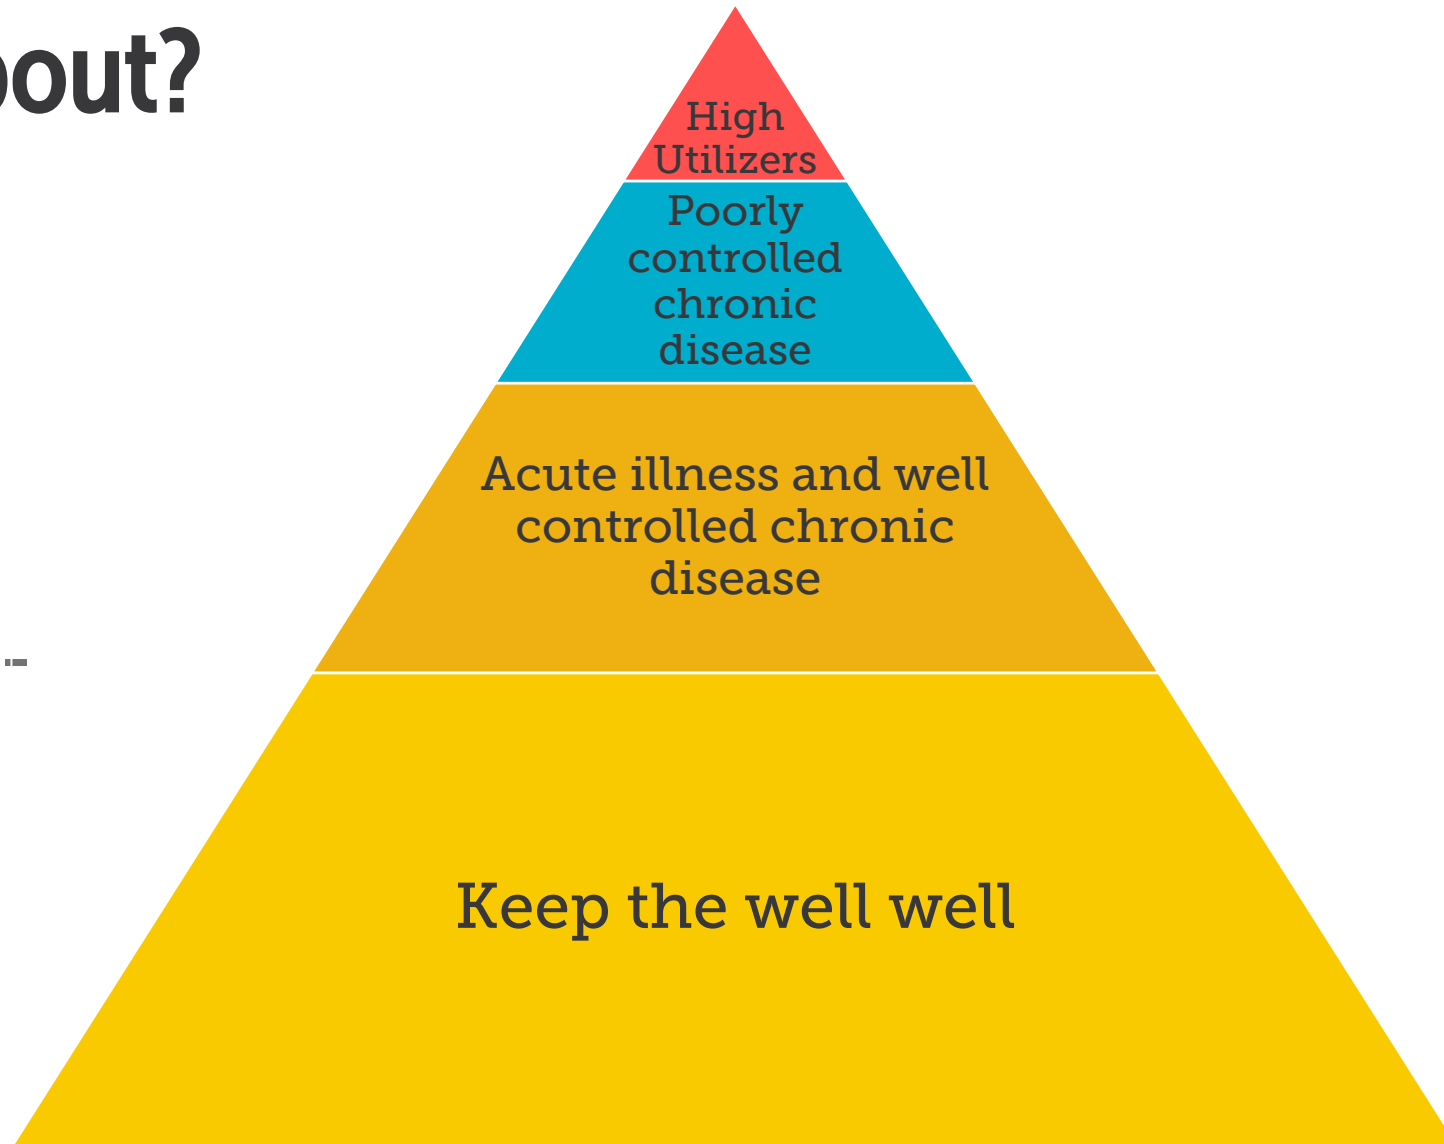 out?
High
Utilizers
Poorly
controlled
chronic
disease
Acute illness and well
controlled chronic
disease
Keep the well well